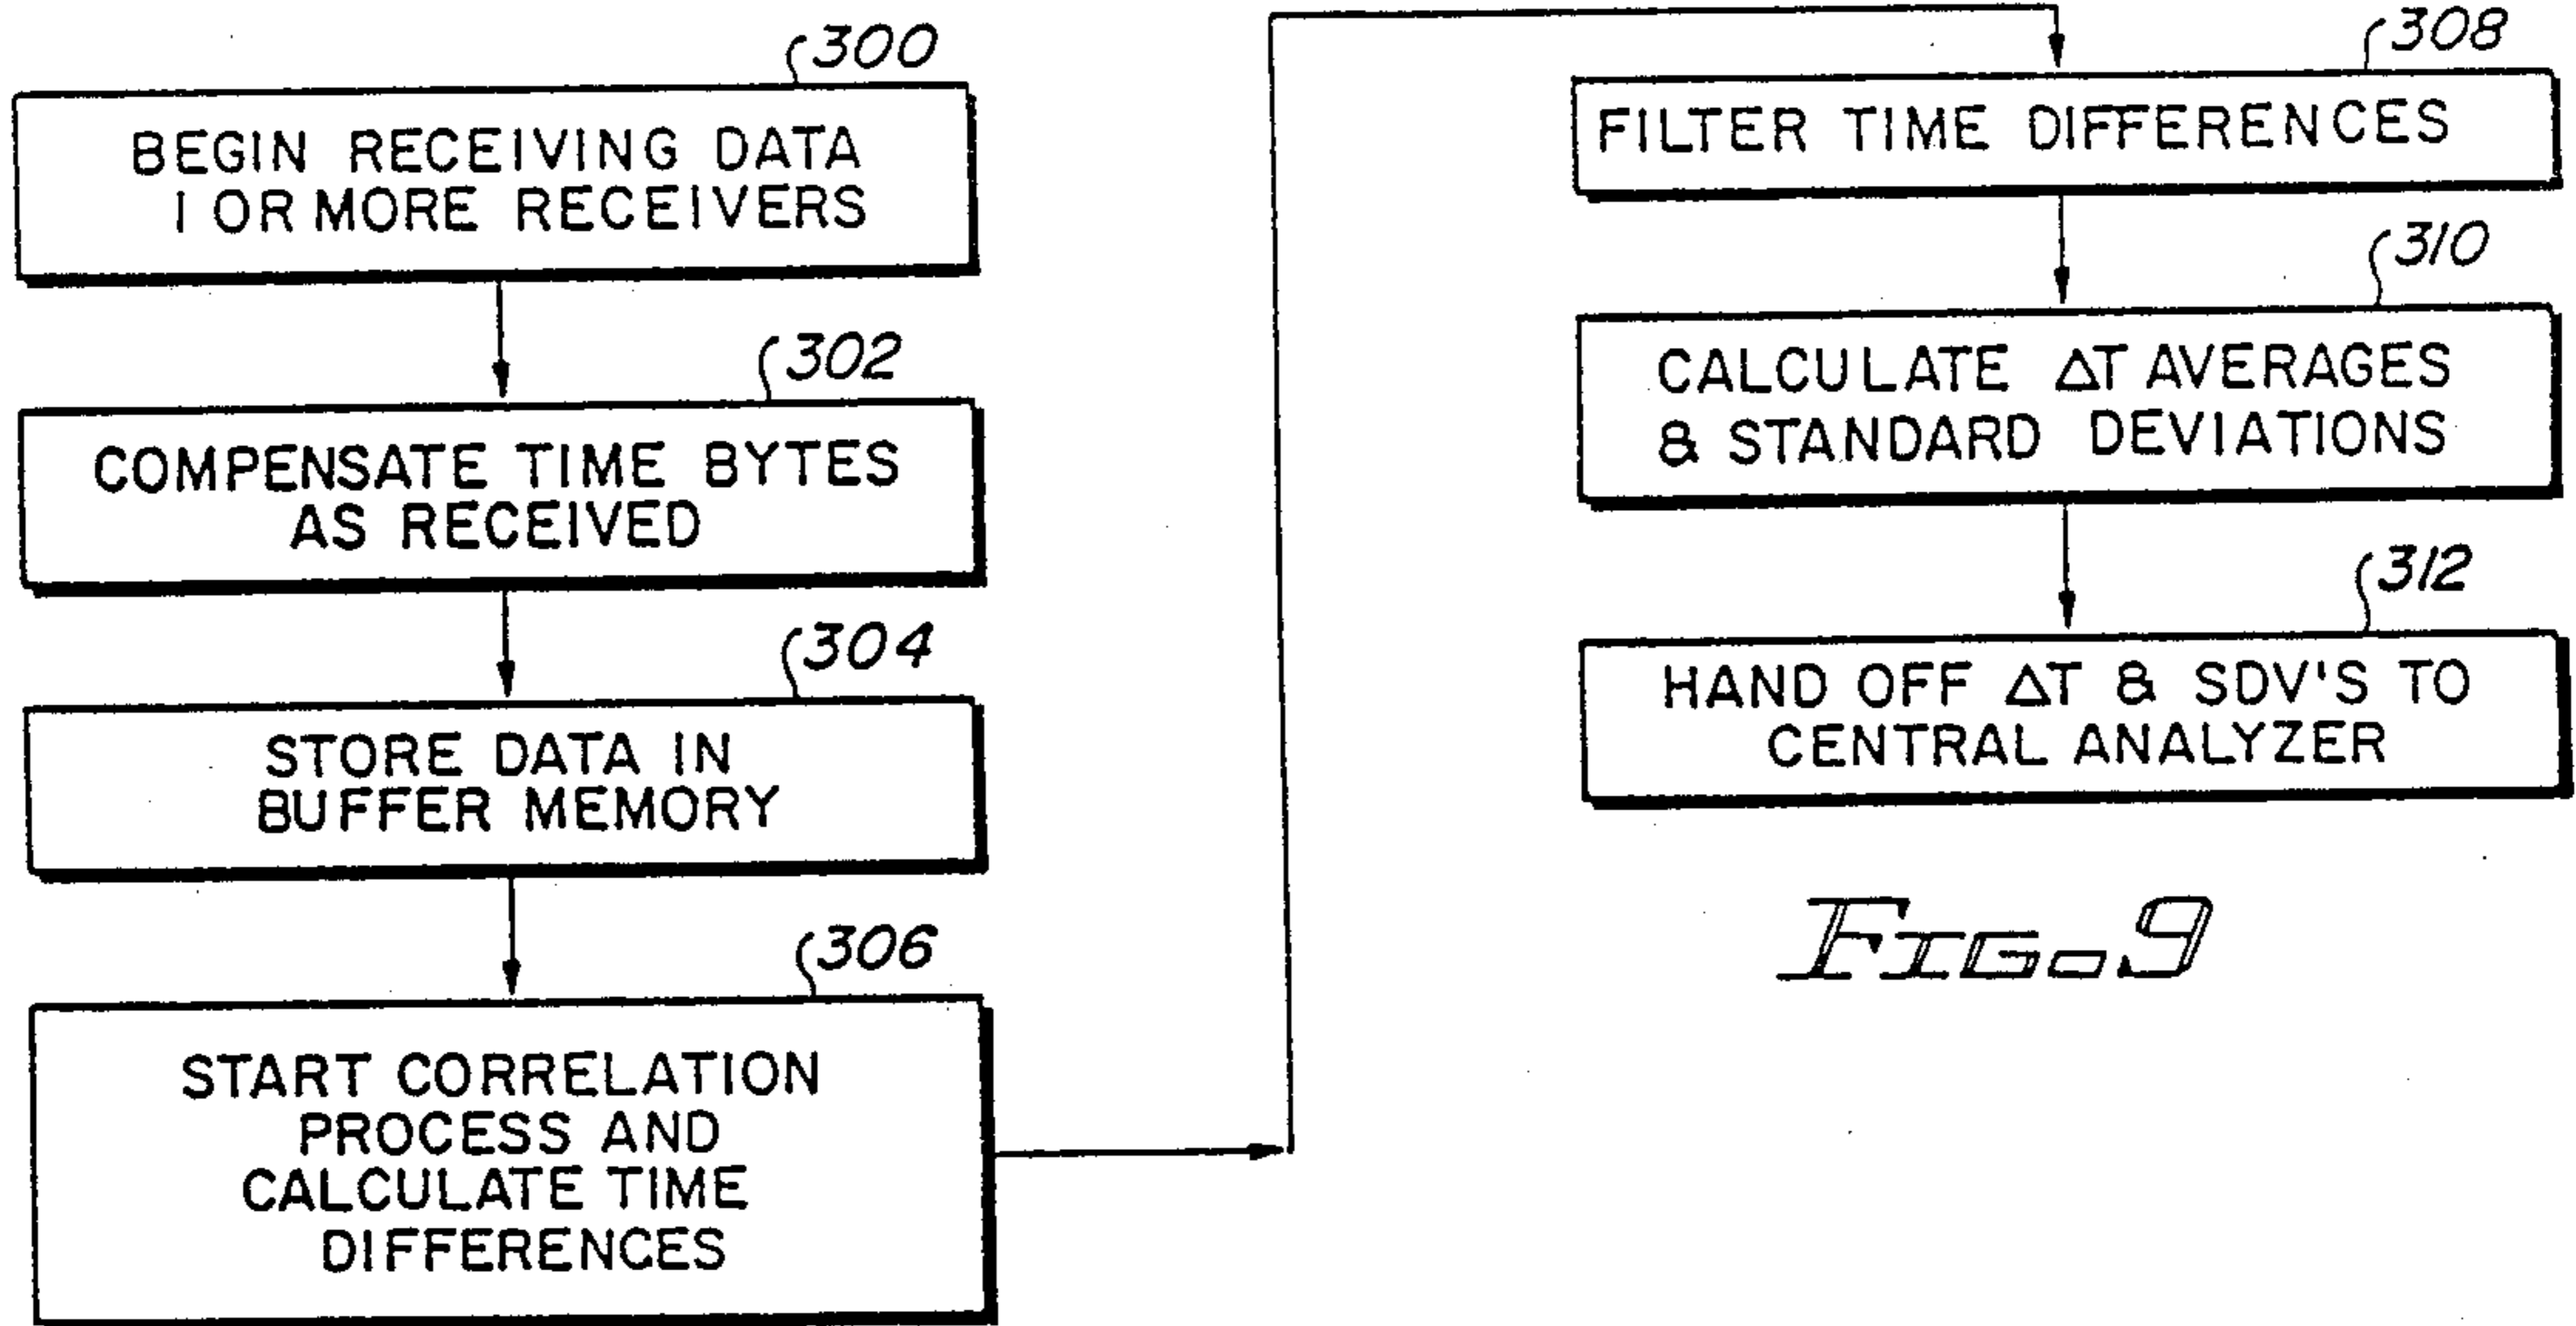 300
BEGIN RECEIVING DATA
1 OR MORE RECEIVERS
302
COMPENSATE TIME BYTES
AS RECEIVED
304
STORE DATA IN
BUFFER MEMORY
306
START CORRELATION
PROCESS AND
CALCULATE TIME
DIFFERENCES
308
FILTER TIME DIFFERENCES
310
CALCULATE ΔT AVERAGES
& STANDARD DEVIATIONS
312
HAND OFF ΔT & SDV'S TO
CENTRAL ANALYZER
FIG. 9